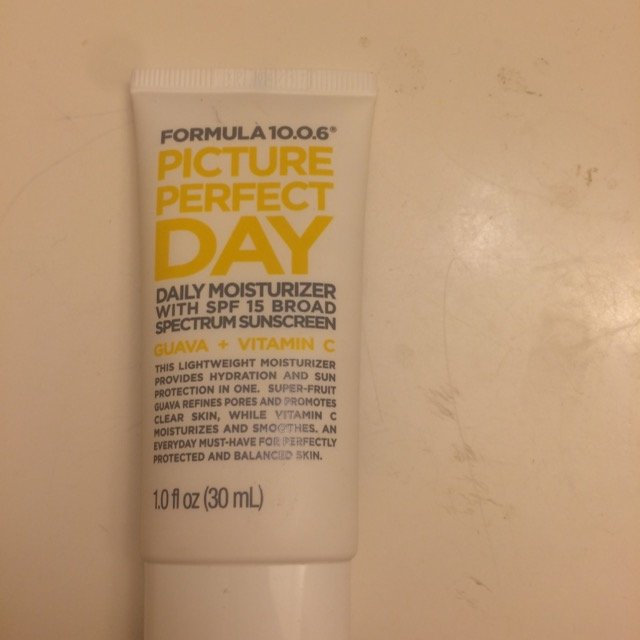 FORMULA 10.0.6®
PICTURE
PERFECT
DAY
DAILY MOISTURIZER
WITH SPF 15 BROAD
SPECTRUM SUNSCREEN
GUAVA + VITAMIN C
THIS LIGHTWEIGHT MOISTURIZER
PROVIDES HYDRATION AND SUN
PROTECTION IN ONE. SUPER-FRUIT
GUAVA REFINES PORES AND PROMOTES
CLEAR SKIN, WHILE VITAMIN C
MOISTURIZES AND SMOOTHES. AN
EVERYDAY MUST-HAVE FOR PERFECTLY
PROTECTED AND BALANCED SKIN.
1.0 fl oz (30 mL)